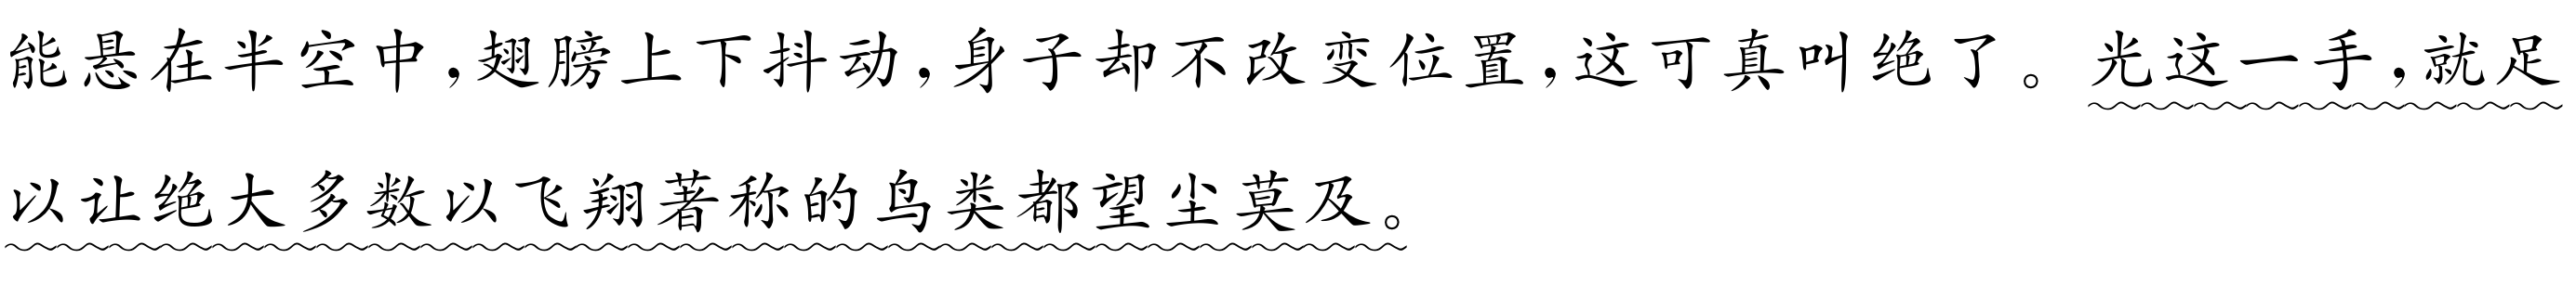 能悬在半空中,翅膀上下抖动,身子却不改变位置,这可真叫绝了。光这一手,就足
以让绝大多数以飞翔著称的鸟类都望尘莫及。